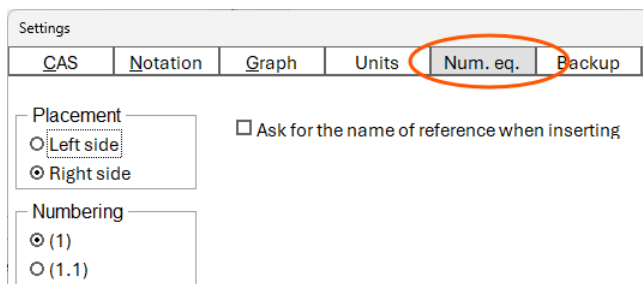 Settings
CAS Notation Graph Units Num. eq. Backup
Placement
Left side
Right side
Ask for the name of reference when inserting
Numbering
(1)
(1.1)